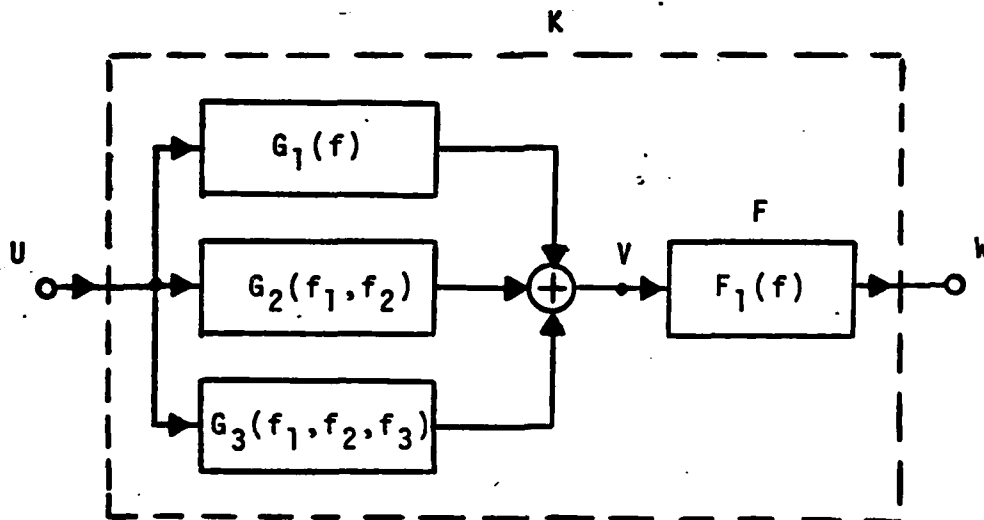 K
G₁(f)
F
U
V
G₂(f₁,f₂)
F₁(f)
G₃(f₁,f₂,f₃)